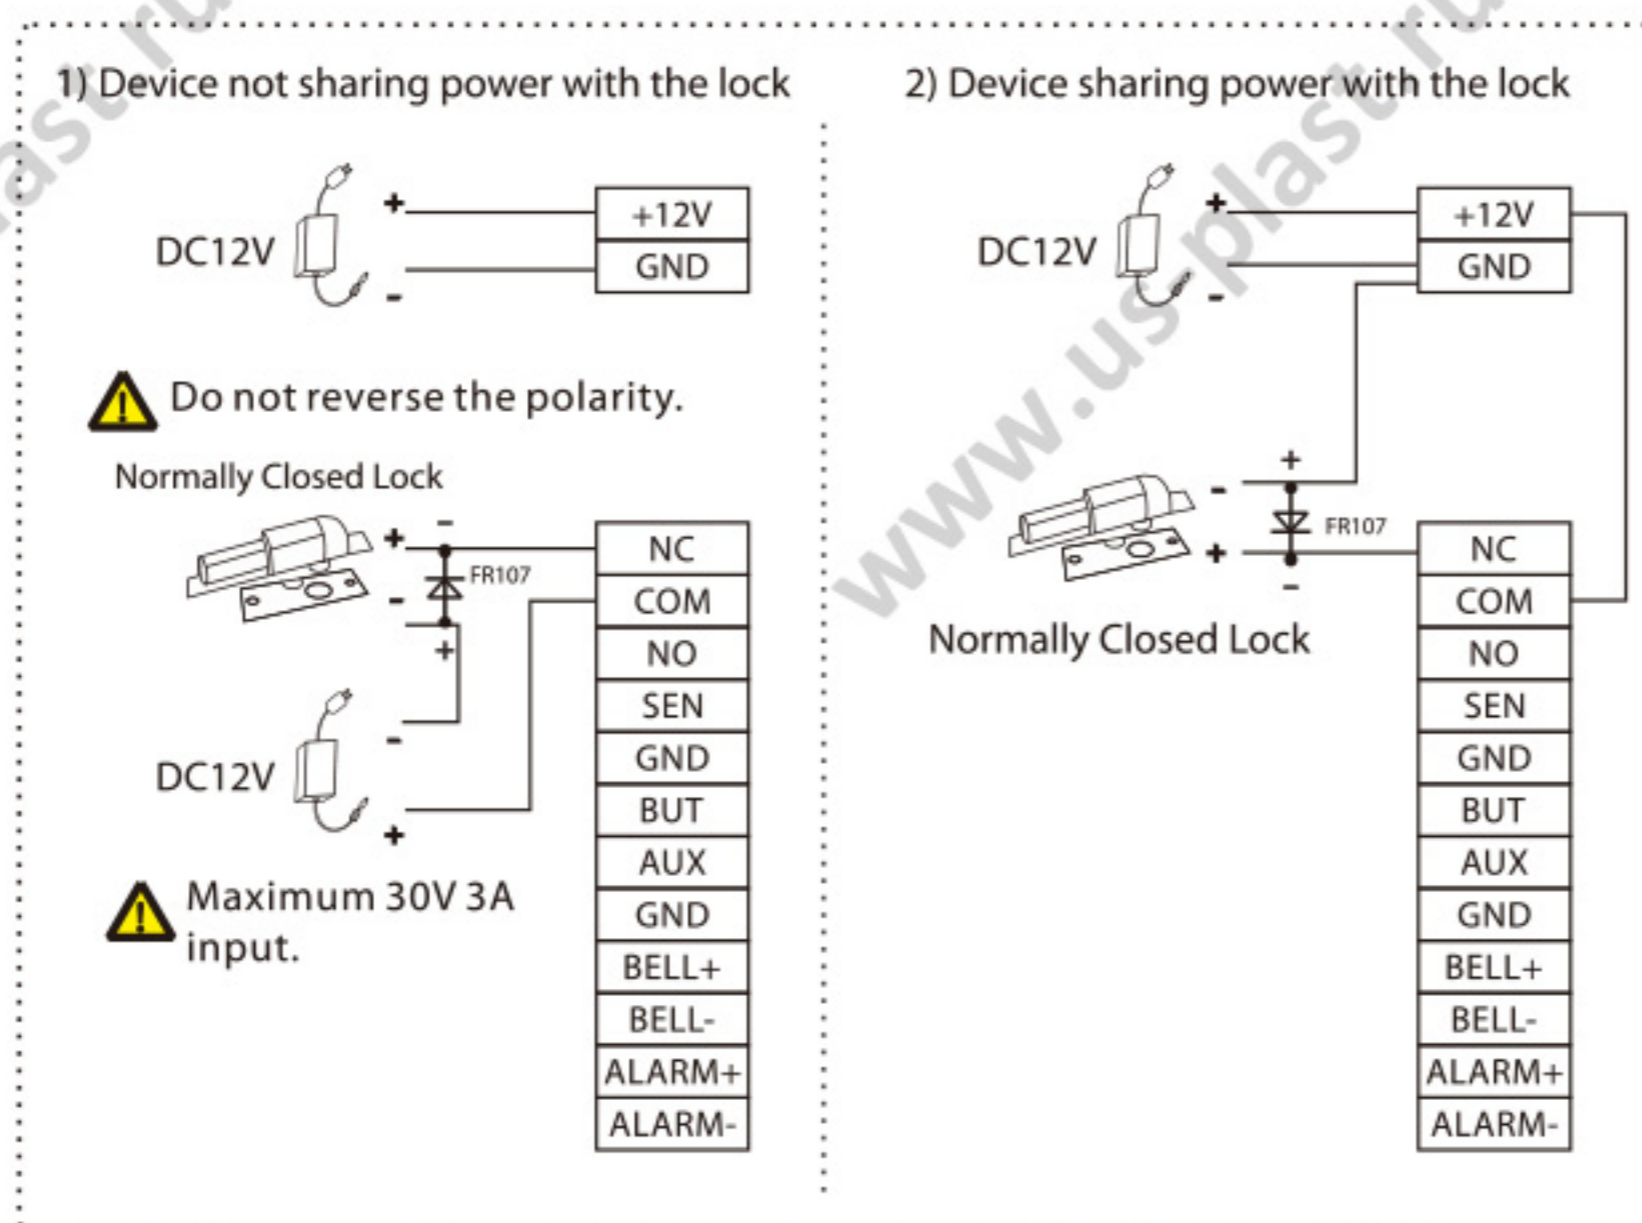 1) Device not sharing power with the lock
+
DC12V
-
+12V
GND
Do not reverse the polarity.
Normally Closed Lock
+
-
-
FR107
+
DC12V
-
+
Maximum 30V 3A
input.
NC
COM
NO
SEN
GND
BUT
AUX
GND
BELL+
BELL-
ALARM+
ALARM-
2) Device sharing power with the lock
+
DC12V
-
+12V
GND
+
-
FR107
+
-
Normally Closed Lock
NC
COM
NO
SEN
GND
BUT
AUX
GND
BELL+
BELL-
ALARM+
ALARM-
www.us-plast.ru